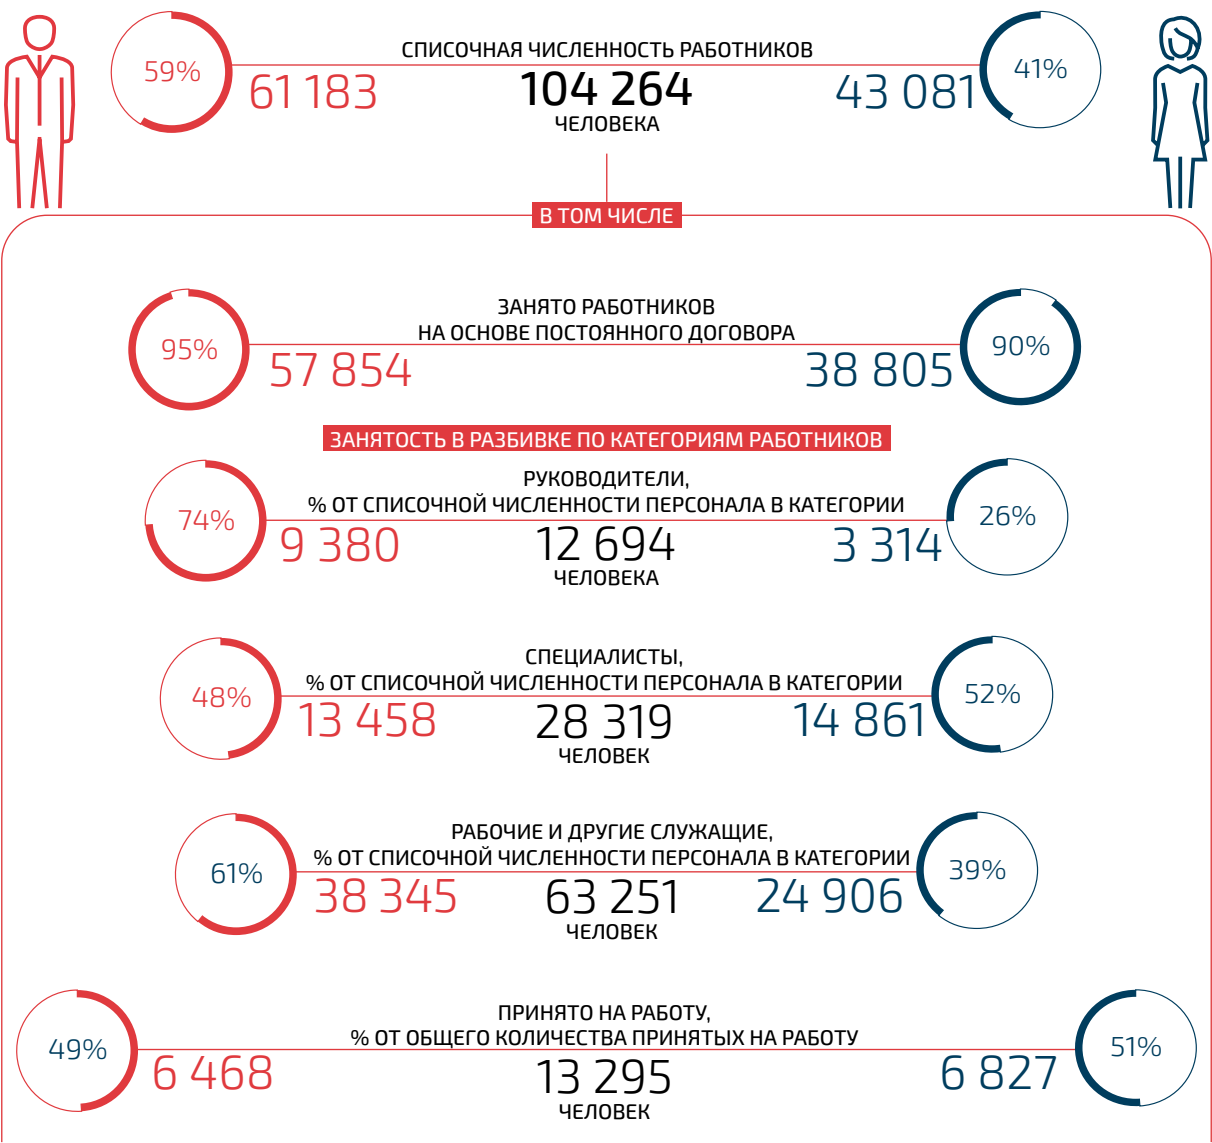 СПИСОЧНАЯ ЧИСЛЕННОСТЬ РАБОТНИКОВ
59% 61 183 104 264 43 081 41%
ЧЕЛОВЕКА
В ТОМ ЧИСЛЕ
ЗАНЯТО РАБОТНИКОВ
НА ОСНОВЕ ПОСТОЯННОГО ДОГОВОРА
95% 57 854 38 805 90%
ЗАНЯТОСТЬ В РАЗБИВКЕ ПО КАТЕГОРИЯМ РАБОТНИКОВ
РУКОВОДИТЕЛИ,
% ОТ СПИСОЧНОЙ ЧИСЛЕННОСТИ ПЕРСОНАЛА В КАТЕГОРИИ
74% 9 380 12 694 3 314 26%
ЧЕЛОВЕКА
СПЕЦИАЛИСТЫ,
% ОТ СПИСОЧНОЙ ЧИСЛЕННОСТИ ПЕРСОНАЛА В КАТЕГОРИИ
48% 13 458 28 319 14 861 52%
ЧЕЛОВЕК
РАБОЧИЕ И ДРУГИЕ СЛУЖАЩИЕ,
% ОТ СПИСОЧНОЙ ЧИСЛЕННОСТИ ПЕРСОНАЛА В КАТЕГОРИИ
61% 38 345 63 251 24 906 39%
ЧЕЛОВЕК
ПРИНЯТО НА РАБОТУ,
% ОТ ОБЩЕГО КОЛИЧЕСТВА ПРИНЯТЫХ НА РАБОТУ
49% 6 468 13 295 6 827 51%
ЧЕЛОВЕК